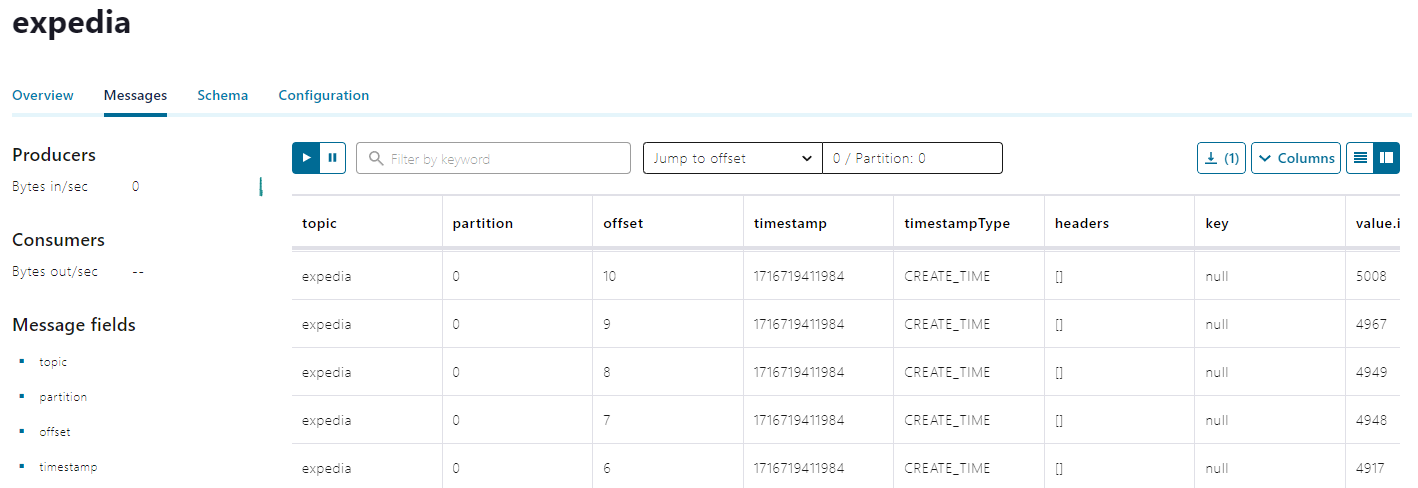 expedia
Overview Messages Schema Configuration
Producers
Bytes in/sec 0
Consumers
Bytes out/sec --
Message fields
topic
partition
offset
timestamp
Filter by keyword Jump to offset 0 / Partition: 0 (1) Columns
topic partition offset timestamp timestampType headers key value.i
expedia 0 10 1716719411984 CREATE_TIME [] null 5008
expedia 0 9 1716719411984 CREATE_TIME [] null 4967
expedia 0 8 1716719411984 CREATE_TIME [] null 4949
expedia 0 7 1716719411984 CREATE_TIME [] null 4948
expedia 0 6 1716719411984 CREATE_TIME [] null 4917